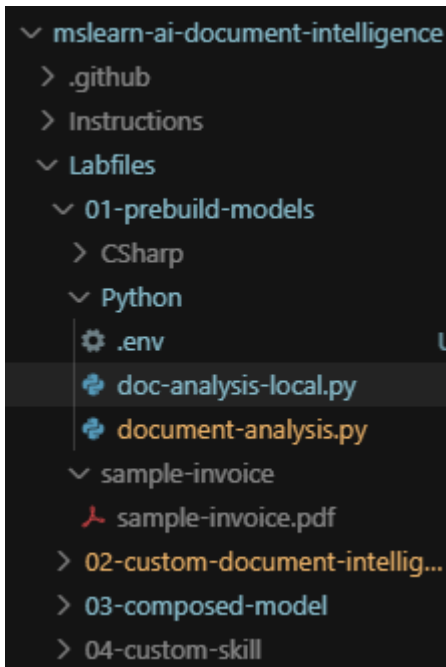 mslearn-ai-document-intelligence
.github
Instructions
Labfiles
01-prebuild-models
CSharp
Python
.env
doc-analysis-local.py
document-analysis.py
sample-invoice
sample-invoice.pdf
02-custom-document-intellig...
03-composed-model
04-custom-skill